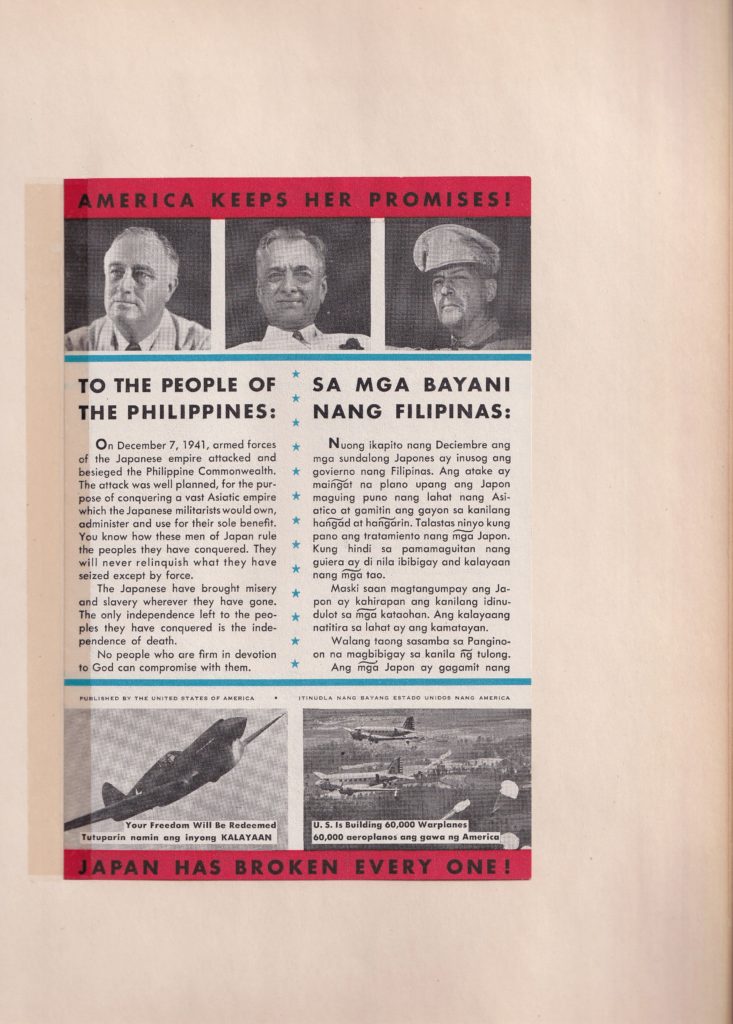 AMERICA KEEPS HER PROMISES!
TO THE PEOPLE OF
THE PHILIPPINES:
On December 7, 1941, armed forces
of the Japanese empire attacked and
besieged the Philippine Commonwealth.
The attack was well planned, for the pur-
pose of conquering a vast Asiatic empire
which the Japanese militarists would own,
administer and use for their sole benefit.
You know how these men of Japan rule
the peoples they have conquered. They
will never relinquish what they have
seized except by force.
The Japanese have brought misery
and slavery wherever they have gone.
The only independence left to the peo-
ples they have conquered is the inde-
pendence of death.
No people who are firm in devotion
to God can compromise with them.
SA MGA BAYANI
NANG FILIPINAS:
Nuong ikapito nang Deciembre ang
mga sundalong Japones ay inusog ang
govierno nang Filipinas. Ang atake ay
maingat na plano upang ang Japon
maguing puno nang lahat nang Asi-
atico at gamitin ang gayon sa kanilang
hangad at hangarin. Talastas ninyo kung
pano ang tratamiento nang mga Japon.
Kung hindi sa pamamaguitan nang
guiera ay di nila ibibigay and kalayaan
nang mga tao.
Maski saan magtangumpay ang Ja-
pon ay kahirapan ang kanilang idinu-
dulot sa mga kataohan. Ang kalayaang
natitira sa lahat ay ang kamatayan.
Walang taong sasamba sa Pangino-
on na magbibigay sa kanila ng̃ tulong.
Ang mga Japon ay gagamit nang
PUBLISHED BY THE UNITED STATES OF AMERICA • ITINUDLA NANG BAYANG ESTADO UNIDOS NANG AMERICA
Your Freedom Will Be Redeemed
Tutuparin namin ang inyong KALAYAAN
U. S. Is Building 60,000 Warplanes
60,000 aeroplanos ang gawa ng America
JAPAN HAS BROKEN EVERY ONE!